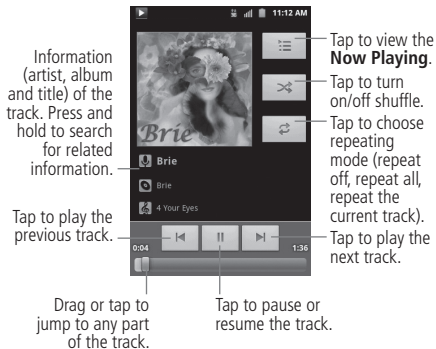 11:12 AM
Information
(artist, album
and title) of the
track. Press and
hold to search
for related
information.
Tap to view the
Now Playing.
Tap to turn
on/off shuffle.
Tap to choose
repeating
mode (repeat
off, repeat all,
repeat the
current track).
Brie
Brie
Brie
4 Your Eyes
Tap to play the
previous track.
Tap to play the
next track.
0:04
1:36
Drag or tap to
jump to any part
of the track.
Tap to pause or
resume the track.